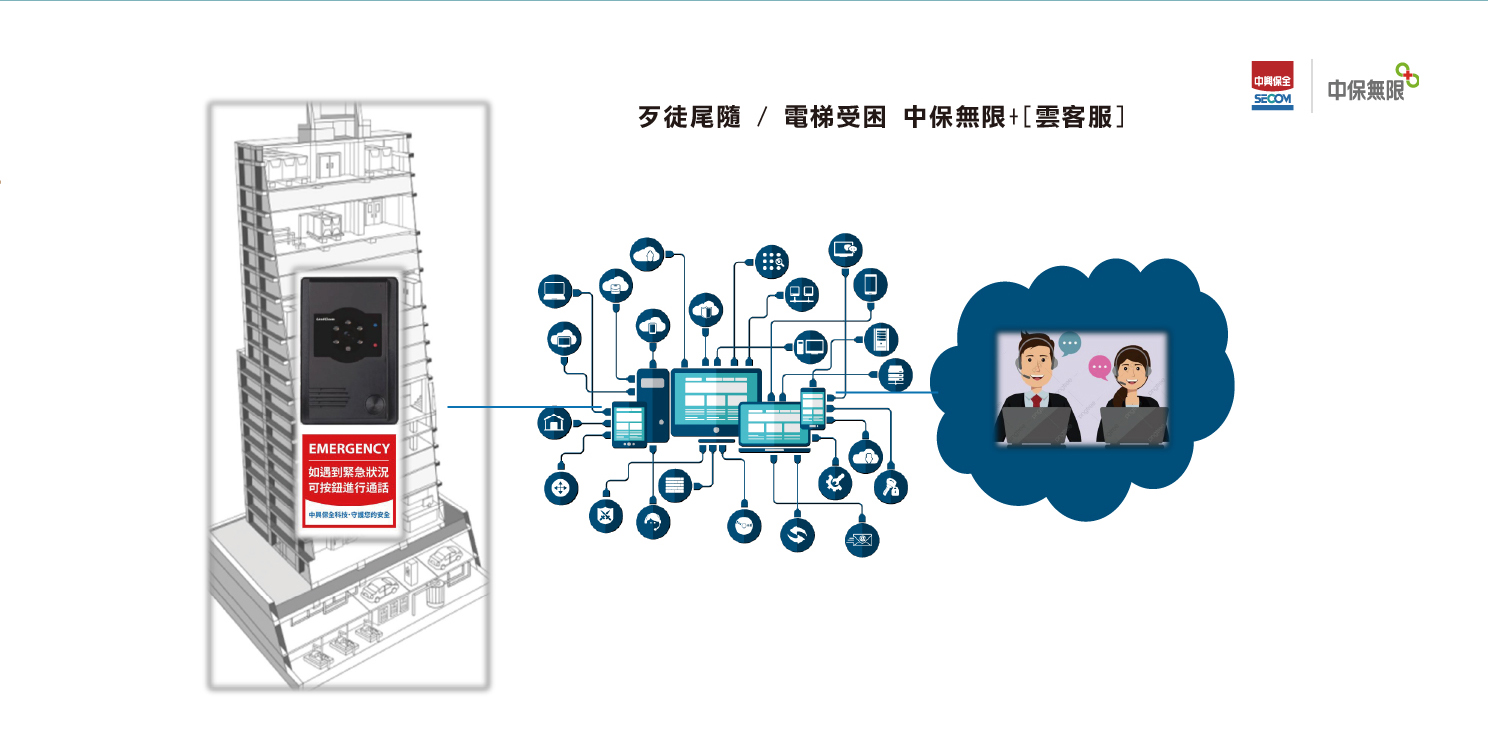 中興保全
SECOM
中保無限+
歹徒尾隨 / 電梯受困 中保無限+[雲客服]
EMERGENCY
如遇到緊急狀況
可按鈕進行通話
中興保全科技·守護您的安全